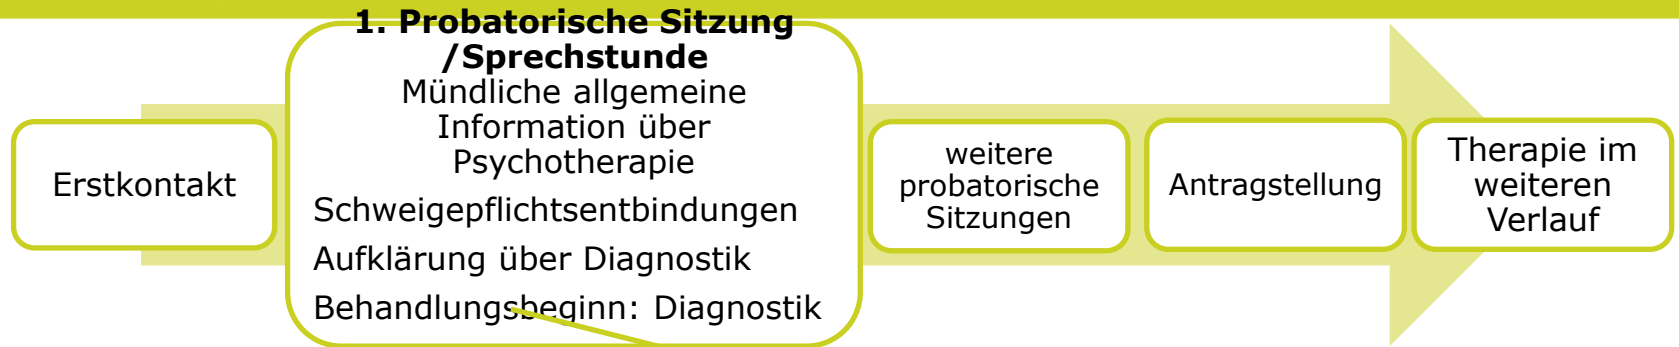 Erstkontakt
1. Probatorische Sitzung
/Sprechstunde
Mündliche allgemeine
Information über
Psychotherapie
Schweigepflichtsentbindungen
Aufklärung über Diagnostik
Behandlungsbeginn: Diagnostik
weitere
probatorische
Sitzungen
Antragstellung
Therapie im
weiteren
Verlauf